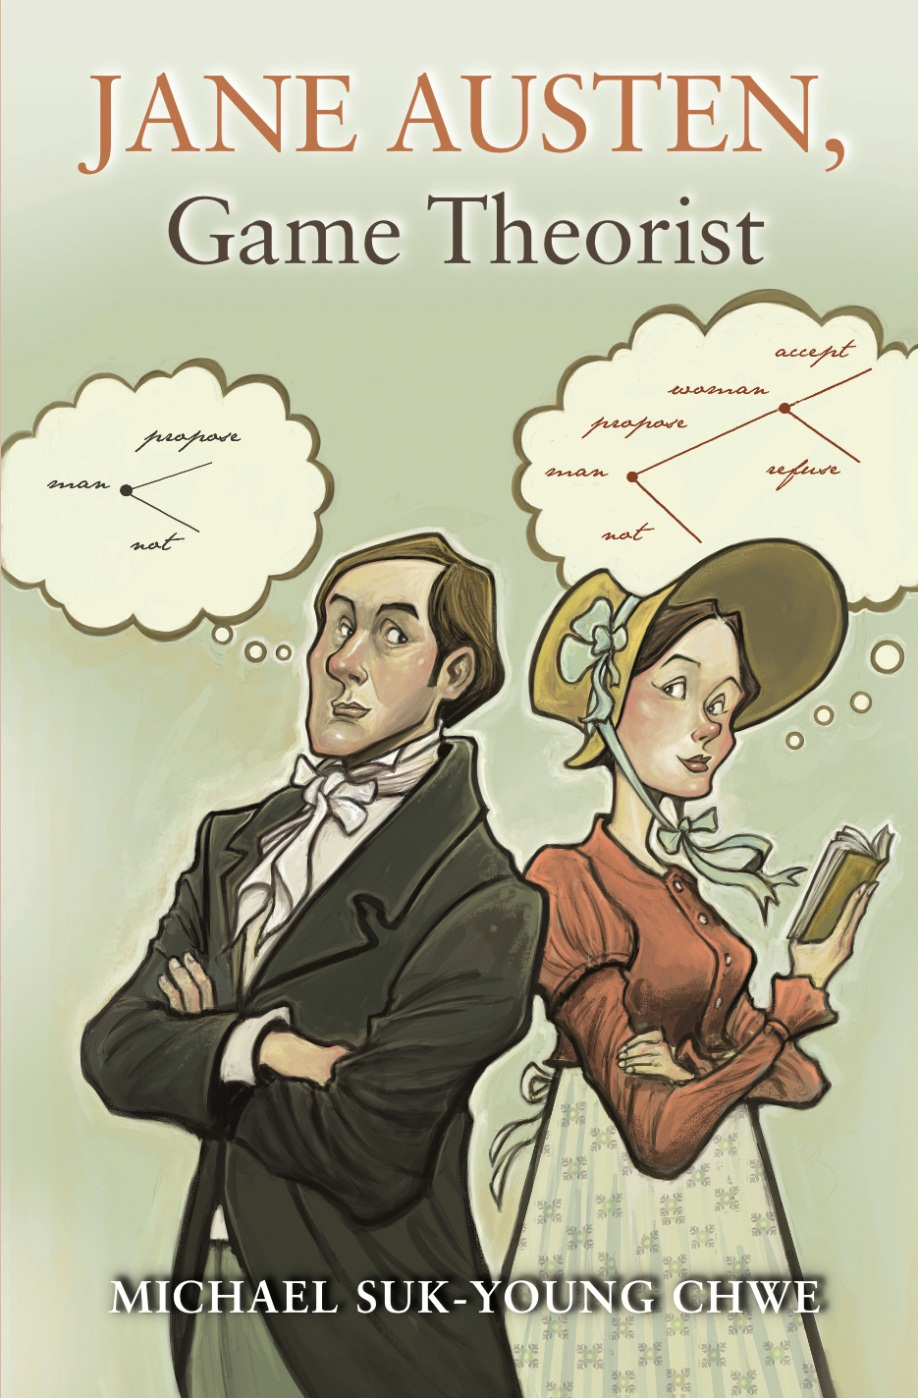 JANE AUSTEN,
Game Theorist
propose
man
not
accept
woman
propose
man
refuse
not
MICHAEL SUK-YOUNG CHWE